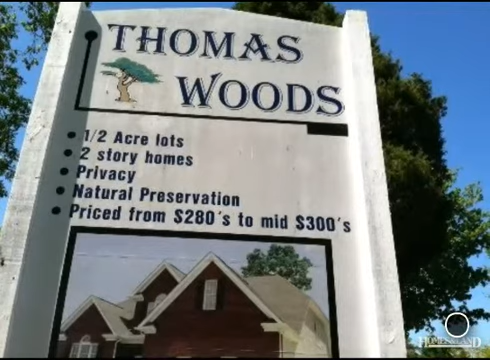 THOMAS
WOODS
• 1/2 Acre lots
• 2 story homes
• Privacy
• Natural Preservation
• Priced from $280's to mid $300's